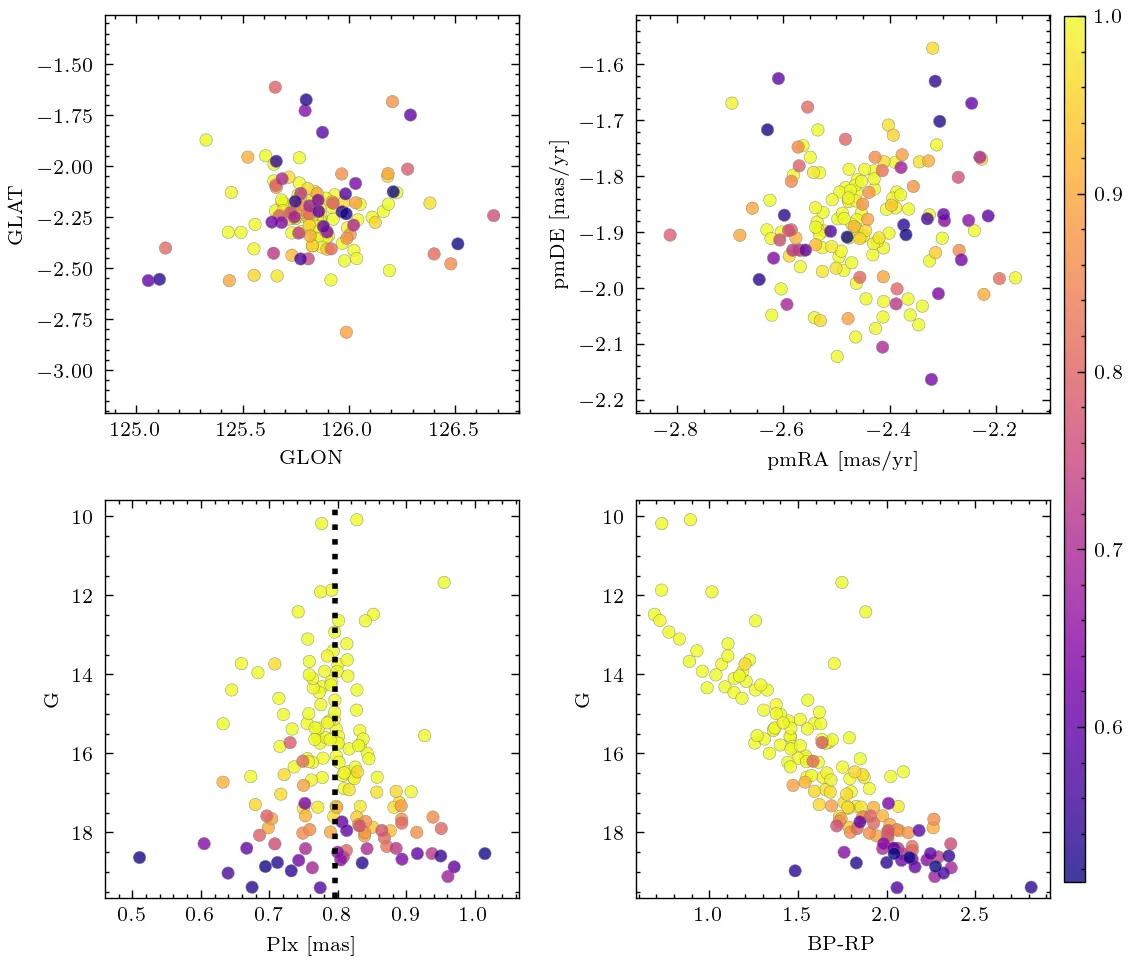 −1.50
−1.75
−2.00
−2.25
−2.50
−2.75
−3.00
GLAT
125.0 125.5 126.0 126.5
GLON
−1.6
−1.7
−1.8
−1.9
−2.0
−2.1
−2.2
pmDE [mas/yr]
−2.8 −2.6 −2.4 −2.2
pmRA [mas/yr]
10
12
14
16
18
G
0.5 0.6 0.7 0.8 0.9 1.0
Plx [mas]
10
12
14
16
18
G
1.0 1.5 2.0 2.5
BP-RP
1.0
0.9
0.8
0.7
0.6